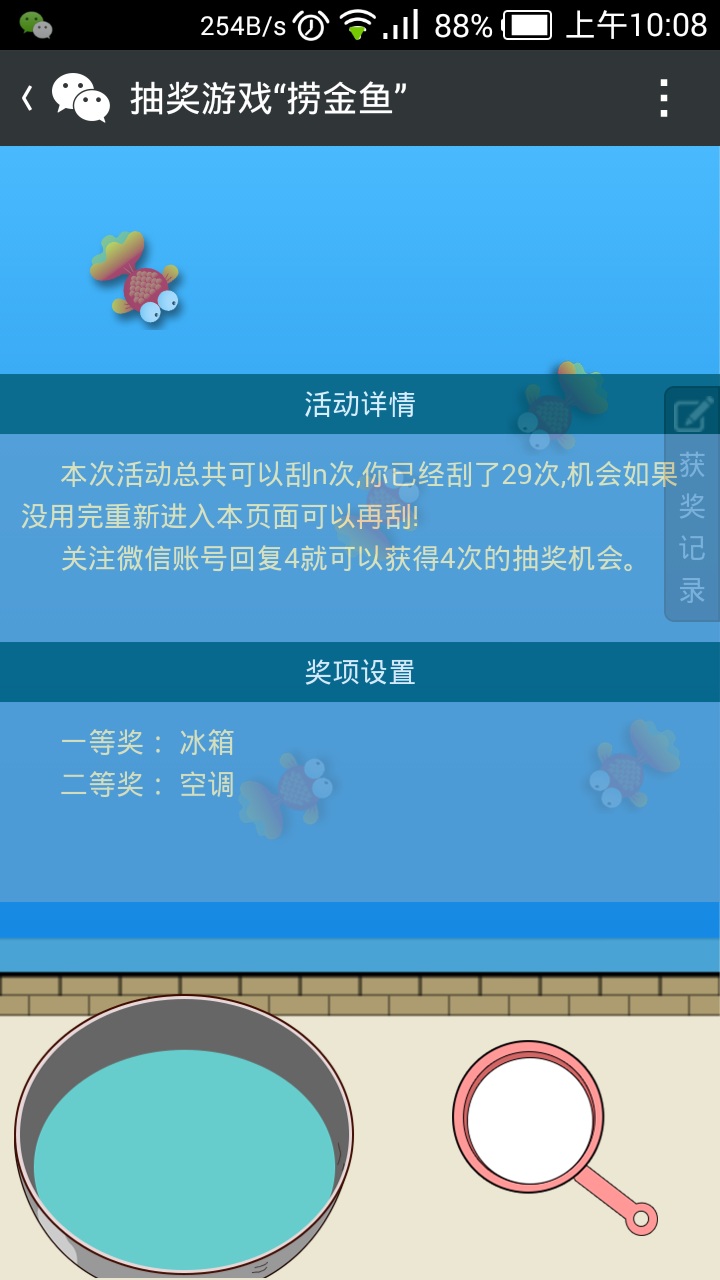 254B/s 88% 上午10:08
抽奖游戏“捞金鱼”
活动详情
本次活动总共可以刮n次,你已经刮了29次,机会如果
没用完重新进入本页面可以再刮!
关注微信账号回复4就可以获得4次的抽奖机会。
获
奖
记
录
奖项设置
一等奖： 冰箱
二等奖： 空调